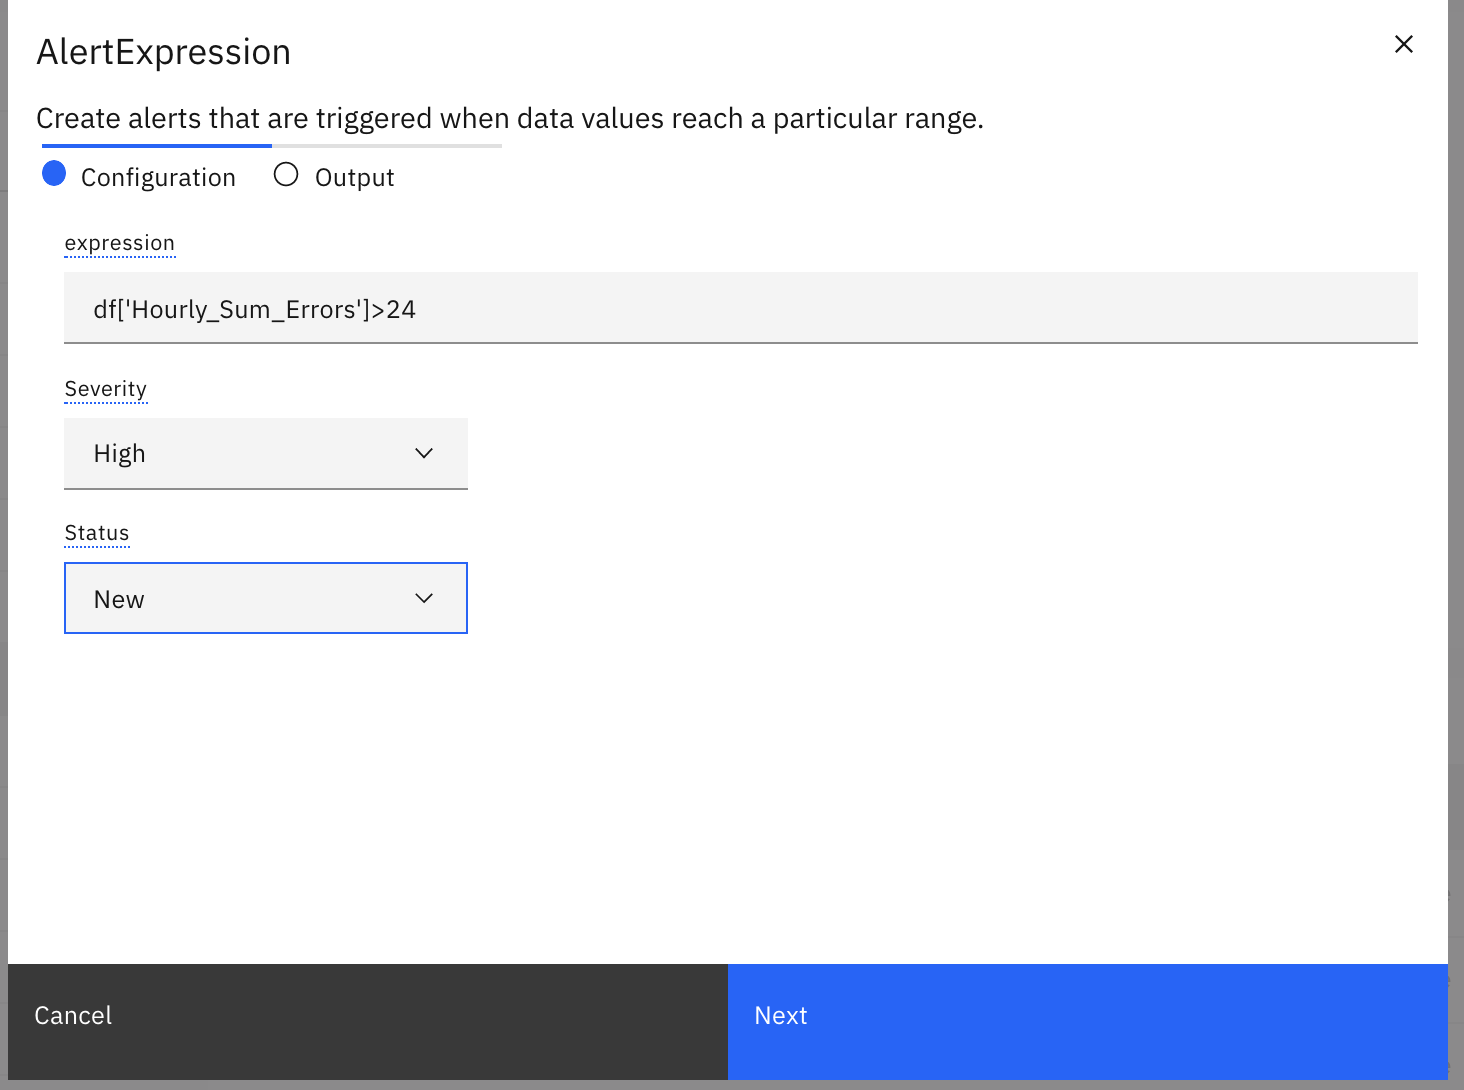 AlertExpression
Create alerts that are triggered when data values reach a particular range.
Configuration Output
expression
df['Hourly_Sum_Errors']>24
Severity
High
Status
New
Cancel Next